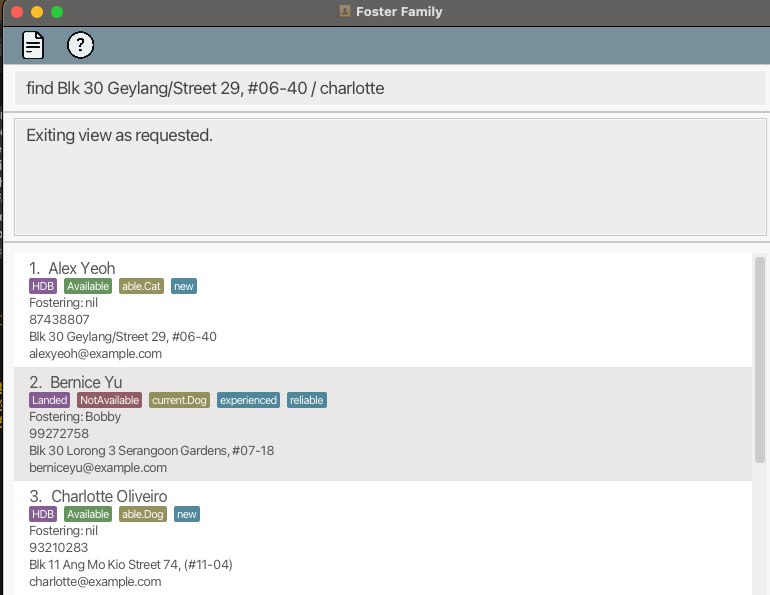 Foster Family
?
find Blk 30 Geylang/Street 29, #06-40 / charlotte
Exiting view as requested.
1. Alex Yeoh
HDB Available able.Cat new
Fostering: nil
87438807
Blk 30 Geylang/Street 29, #06-40
alexyeoh@example.com
2. Bernice Yu
Landed NotAvailable current.Dog experienced reliable
Fostering: Bobby
99272758
Blk 30 Lorong 3 Serangoon Gardens, #07-18
berniceyu@example.com
3. Charlotte Oliveiro
HDB Available able.Dog new
Fostering: nil
93210283
Blk 11 Ang Mo Kio Street 74, (#11-04)
charlotte@example.com